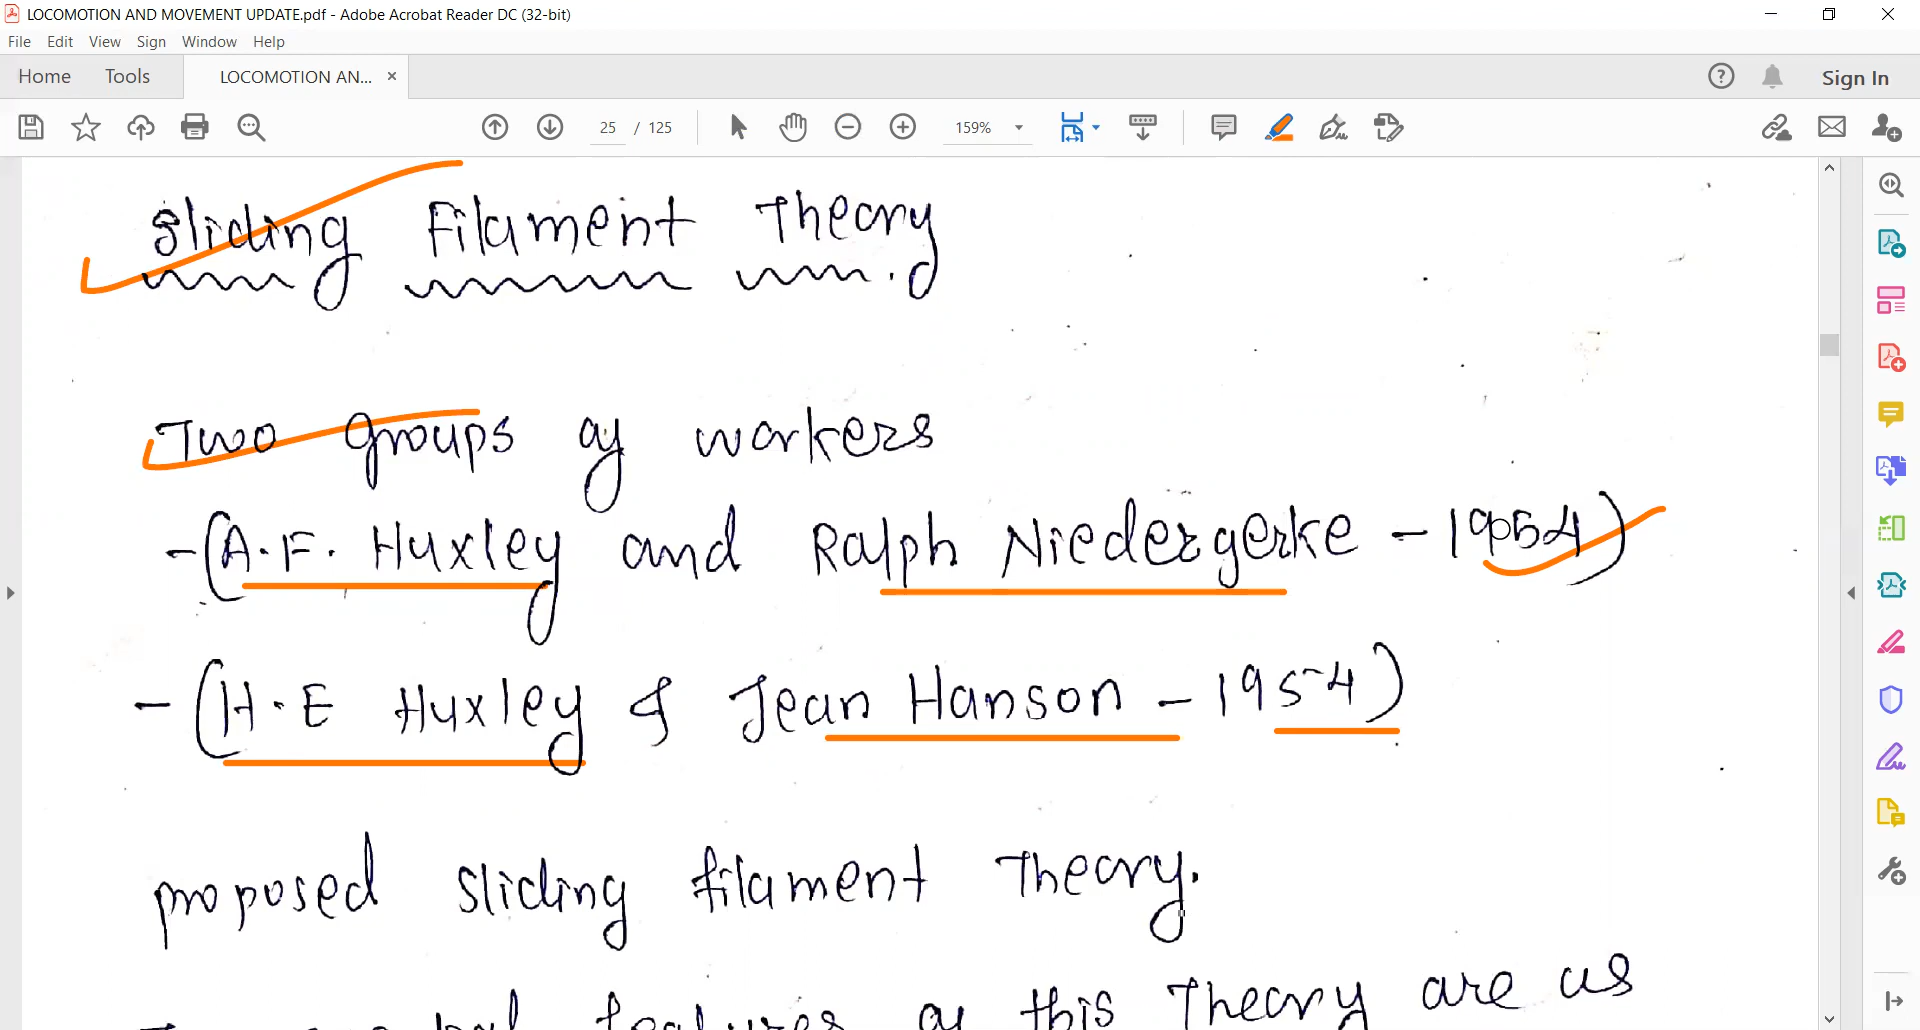 LOCOMOTION AND MOVEMENT UPDATE.pdf - Adobe Acrobat Reader DC (32-bit)
File Edit View Sign Window Help
Home Tools LOCOMOTION AN... × Sign In
25 / 125 159%
Sliding Filament Theory
Two groups of workers
-(A.F. Huxley and Ralph Niedergerke - 1954)
-(H.E Huxley & Jean Hanson - 1954)
proposed sliding filament Theory.
features of this Theory are as